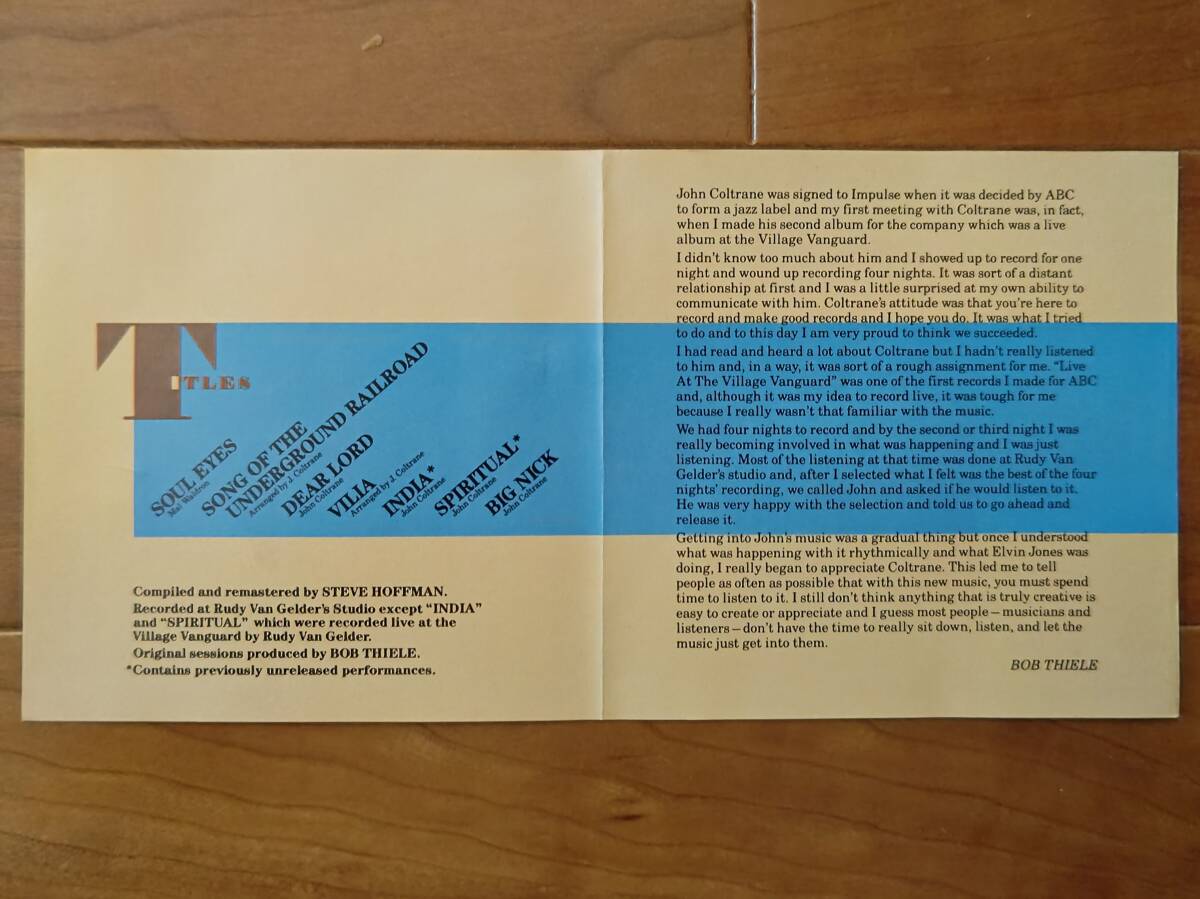 TITLES
SOUL EYES
Mal Waldron
SONG OF THE
UNDERGROUND RAILROAD
Arranged by J. Coltrane
DEAR LORD
John Coltrane
VILIA
Arranged by J. Coltrane
INDIA*
John Coltrane
SPIRITUAL*
John Coltrane
BIG NICK
John Coltrane
Compiled and remastered by STEVE HOFFMAN.
Recorded at Rudy Van Gelder's Studio except "INDIA"
and "SPIRITUAL" which were recorded live at the
Village Vanguard by Rudy Van Gelder.
Original sessions produced by BOB THIELE.
*Contains previously unreleased performances.
John Coltrane was signed to Impulse when it was decided by ABC
to form a jazz label and my first meeting with Coltrane was, in fact,
when I made his second album for the company which was a live
album at the Village Vanguard.
I didn't know too much about him and I showed up to record for one
night and wound up recording four nights. It was sort of a distant
relationship at first and I was a little surprised at my own ability to
communicate with him. Coltrane's attitude was that you're here to
record and make good records and I hope you do. It was what I tried
to do and to this day I am very proud to think we succeeded.
I had read and heard a lot about Coltrane but I hadn't really listened
to him and, in a way, it was sort of a rough assignment for me. "Live
At The Village Vanguard" was one of the first records I made for ABC
and, although it was my idea to record live, it was tough for me
because I really wasn't that familiar with the music.
We had four nights to record and by the second or third night I was
really becoming involved in what was happening and I was just
listening. Most of the listening at that time was done at Rudy Van
Gelder's studio and, after I selected what I felt was the best of the four
nights' recording, we called John and asked if he would listen to it.
He was very happy with the selection and told us to go ahead and
release it.
Getting into John's music was a gradual thing but once I understood
what was happening with it rhythmically and what Elvin Jones was
doing, I really began to appreciate Coltrane. This led me to tell
people as often as possible that with this new music, you must spend
time to listen to it. I still don't think anything that is truly creative is
easy to create or appreciate and I guess most people—musicians and
listeners—don't have the time to really sit down, listen, and let the
music just get into them.
BOB THIELE